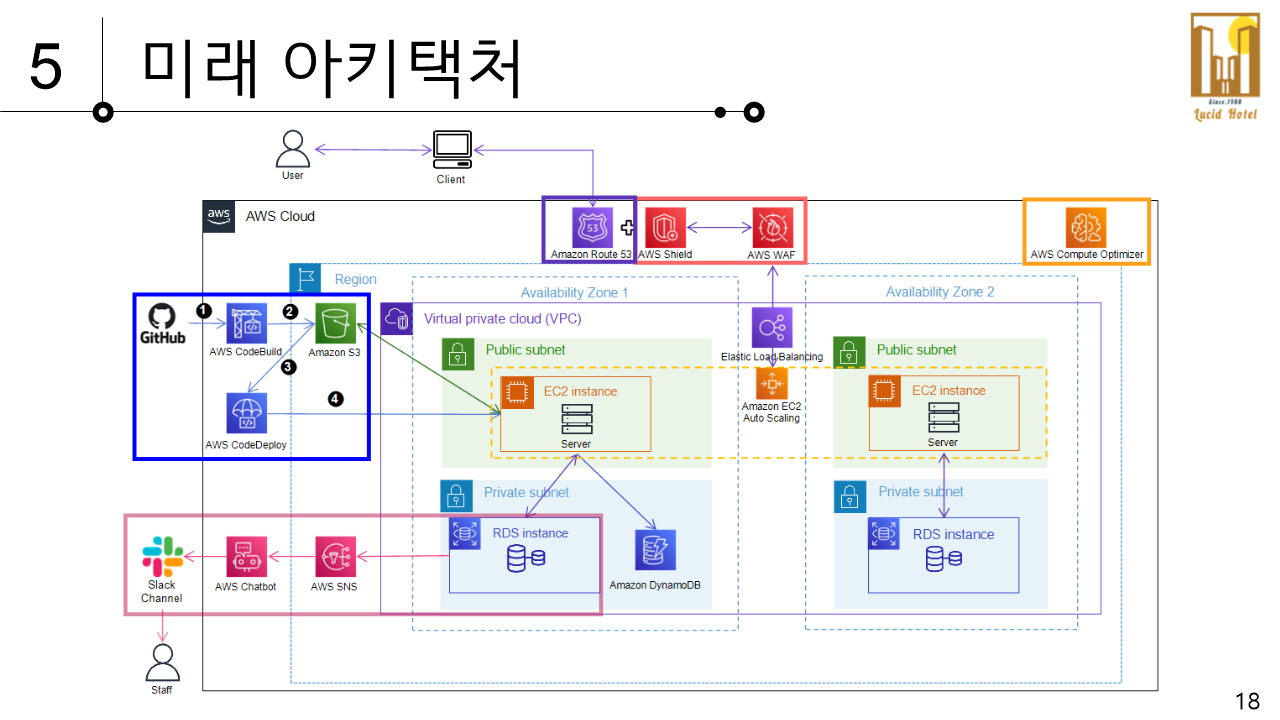 5
미래 아키택처
Since.1988
Lucid Hotel
User
Client
aws
AWS Cloud
53
Amazon Route 53
AWS Shield
AWS WAF
AWS Compute Optimizer
Region
Availability Zone 1
Availability Zone 2
GitHub
1
AWS CodeBuild
2
Amazon S3
3
AWS CodeDeploy
4
Virtual private cloud (VPC)
Public subnet
EC2 instance
Server
Elastic Load Balancing
Amazon EC2
Auto Scaling
Public subnet
EC2 instance
Server
Private subnet
RDS instance
Amazon DynamoDB
Private subnet
RDS instance
Slack
Channel
AWS Chatbot
AWS SNS
Staff
18